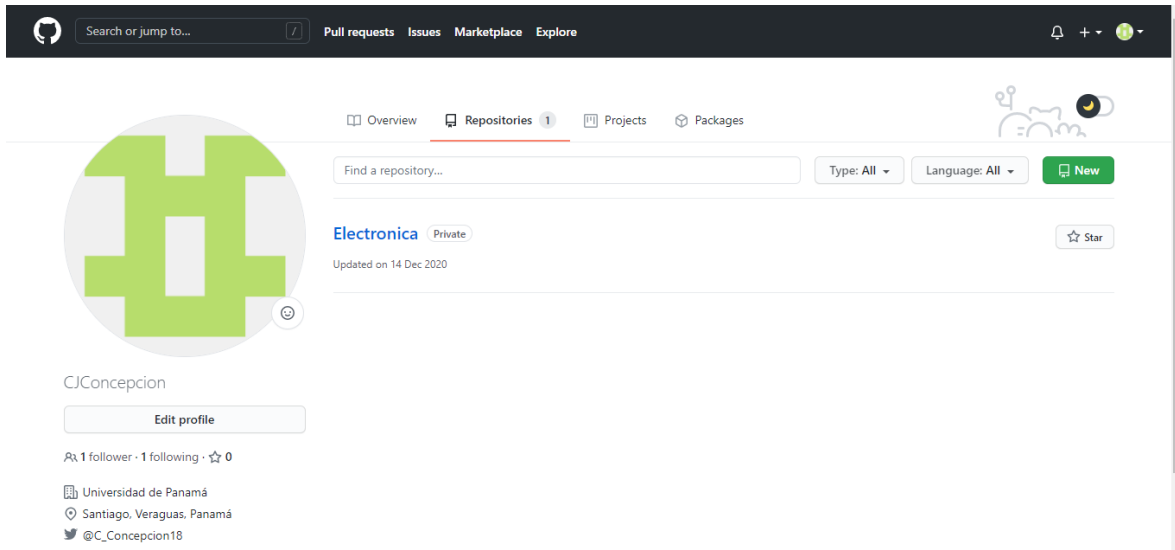 Search or jump to... /
Pull requests Issues Marketplace Explore
Overview Repositories 1 Projects Packages
Find a repository... Type: All Language: All New
Electronica Private Star
Updated on 14 Dec 2020
CJConcepcion
Edit profile
1 follower · 1 following · 0
Universidad de Panamá
Santiago, Veraguas, Panamá
@C_Concepcion18